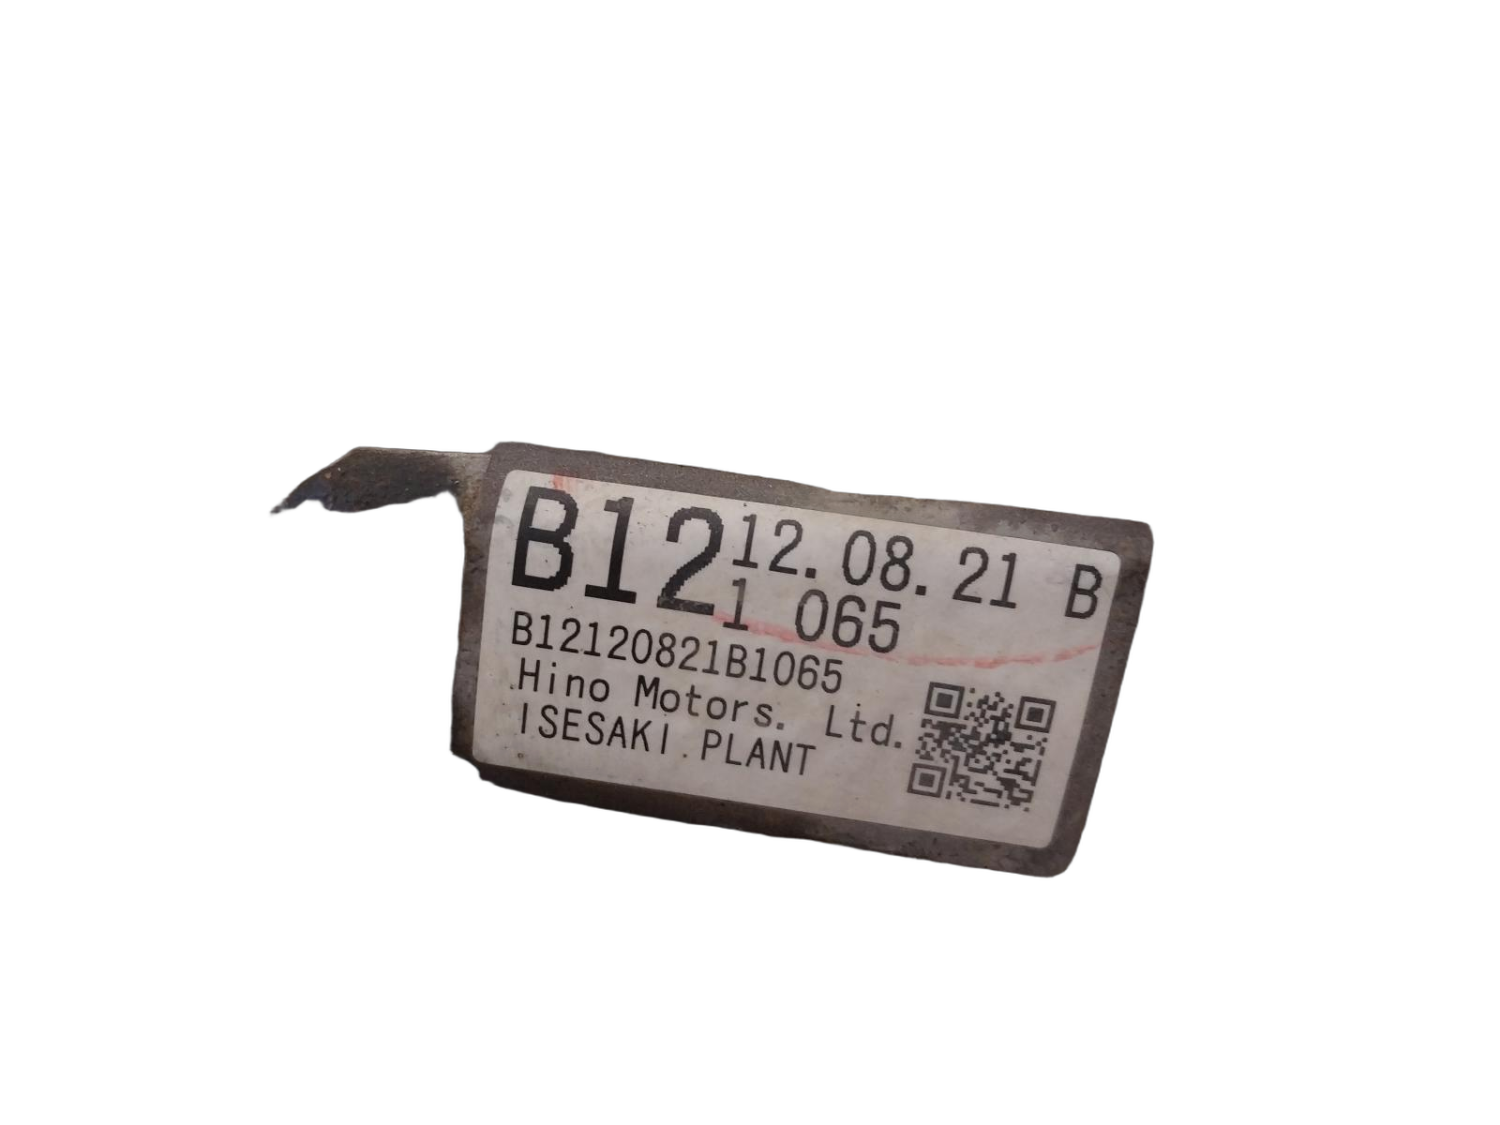 B12 12. 08. 21 B
1 065
B12120821B1065
Hino Motors. Ltd.
ISESAKI PLANT